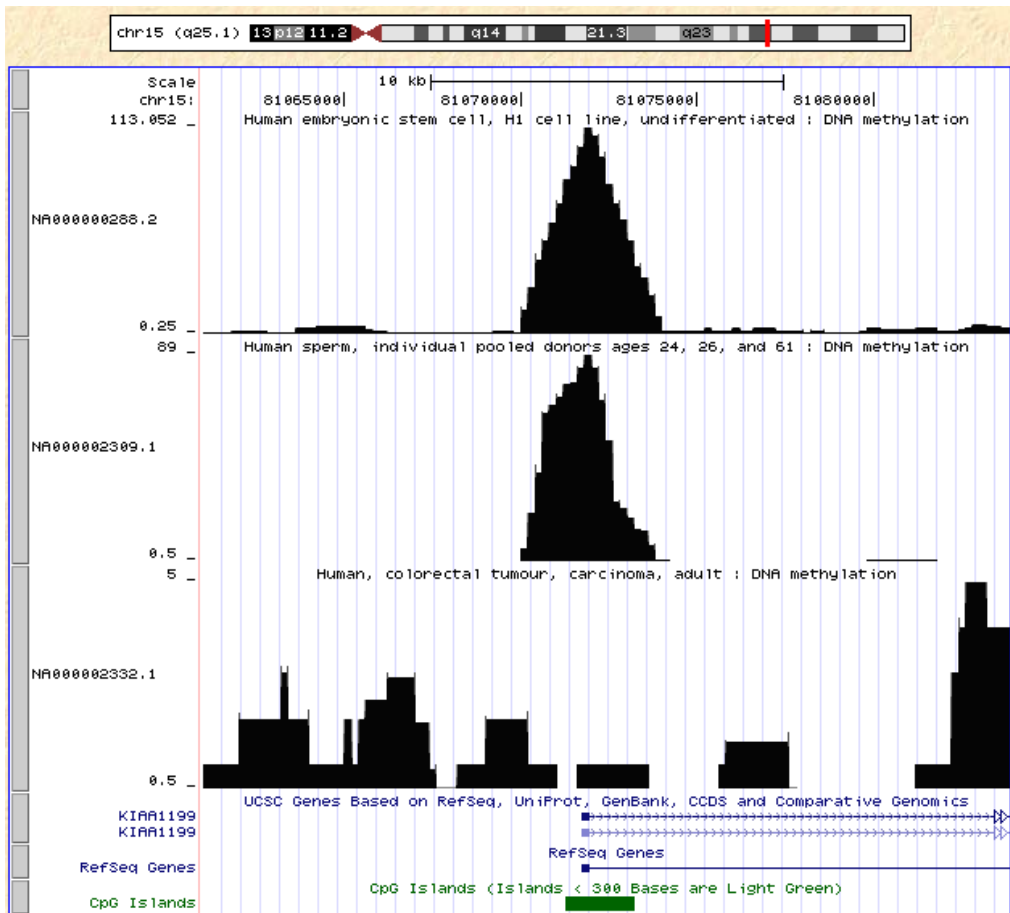 chr15 (q25.1) 13 p12 11.2 q14 21.3 q23
Scale 10 kb
chr15: 81065000 81070000 81075000 81080000
113.052 _ Human embryonic stem cell, H1 cell line, undifferentiated : DNA methylation
NA000000288.2
0.25 _
89 _ Human sperm, individual pooled donors ages 24, 26, and 61 : DNA methylation
NA000002309.1
0.5 _
5 _ Human, colorectal tumour, carcinoma, adult : DNA methylation
NA000002332.1
0.5 _
UCSC Genes Based on RefSeq, UniProt, GenBank, CCDS and Comparative Genomics
KIAA1199
KIAA1199
RefSeq Genes
RefSeq Genes
CpG Islands (Islands < 300 Bases are Light Green)
CpG Islands